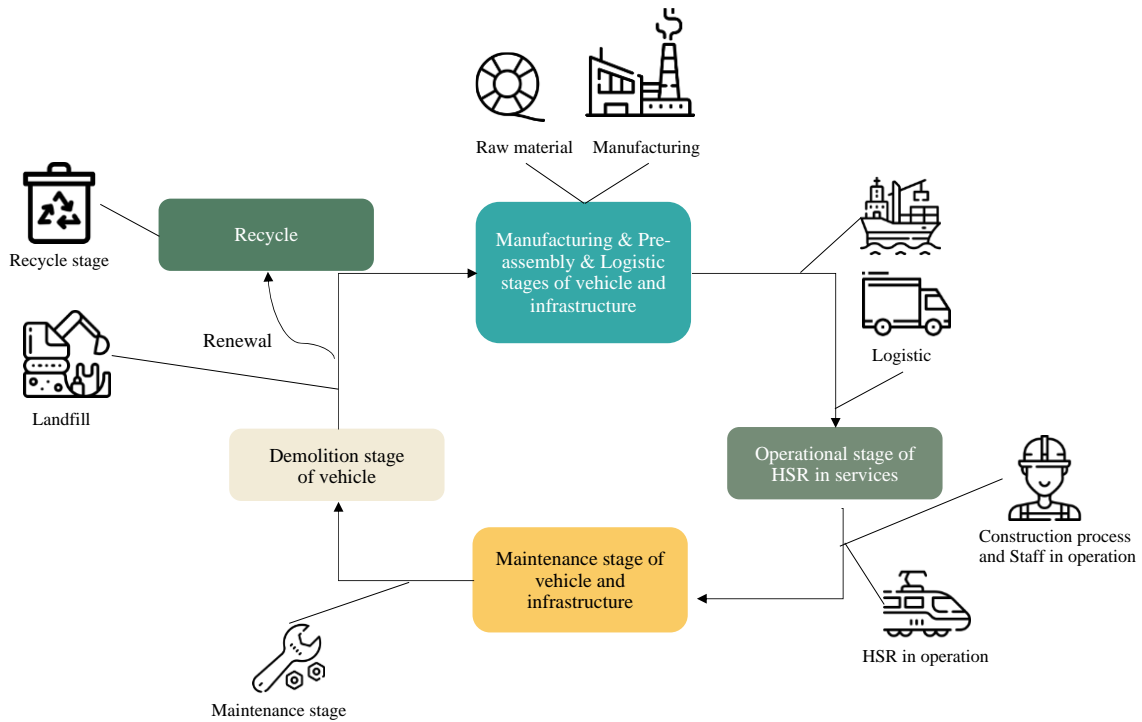 Raw material
Manufacturing
Recycle stage
Recycle
Manufacturing & Pre-
assembly & Logistic
stages of vehicle and
infrastructure
Renewal
Logistic
Landfill
Demolition stage
of vehicle
Operational stage of
HSR in services
Construction process
and Staff in operation
Maintenance stage of
vehicle and
infrastructure
HSR in operation
Maintenance stage